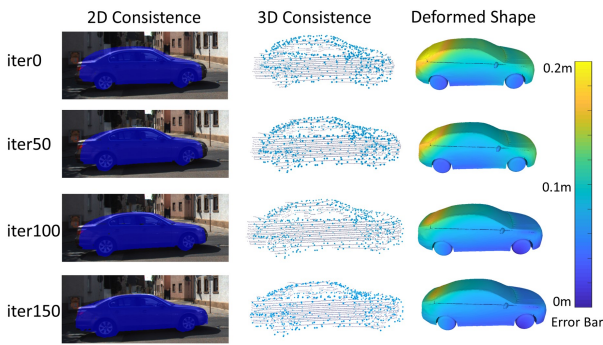 2D Consistence 3D Consistence Deformed Shape
iter0
0.2m
iter50
0.1m
iter100
iter150
0m
Error Bar